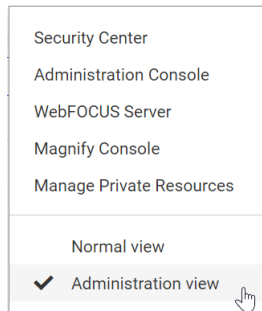 Security Center
Administration Console
WebFOCUS Server
Magnify Console
Manage Private Resources
Normal view
Administration view